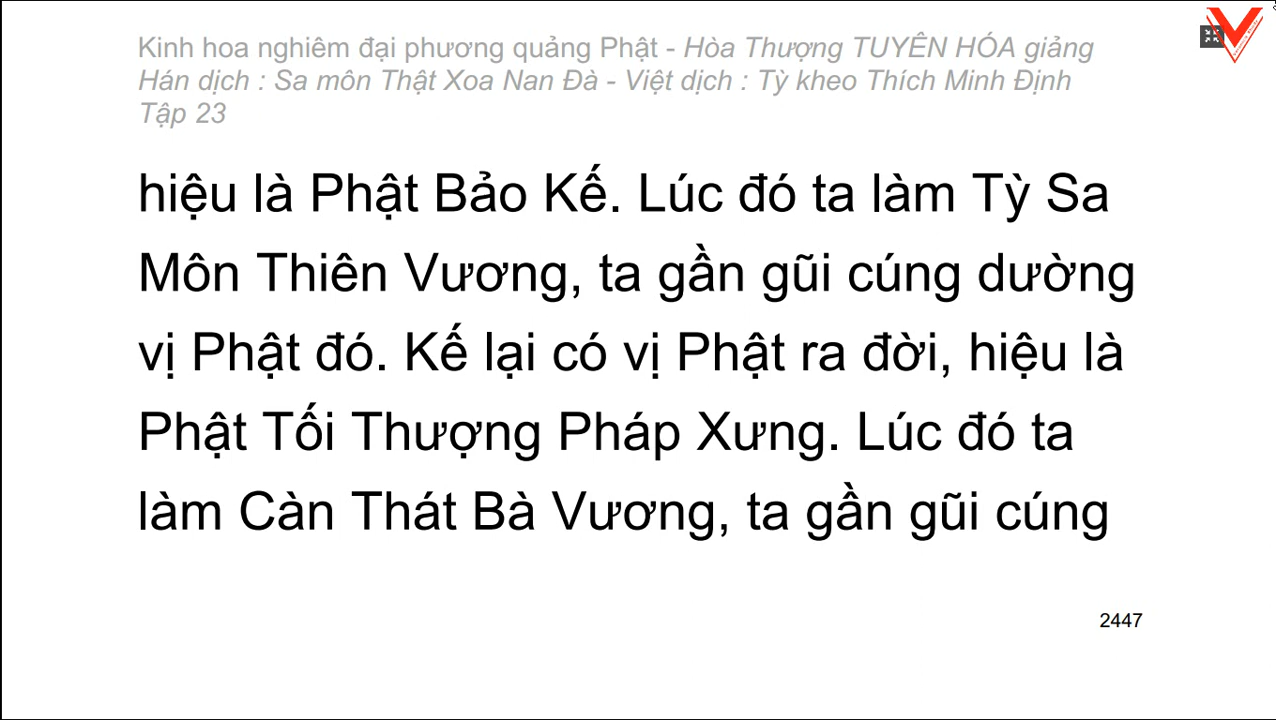 Kinh hoa nghiêm đại phương quảng Phật - Hòa Thượng TUYÊN HÓA giảng
Hán dịch : Sa môn Thật Xoa Nan Đà - Việt dịch : Tỳ kheo Thích Minh Định
Tập 23
hiệu là Phật Bảo Kế. Lúc đó ta làm Tỳ Sa
Môn Thiên Vương, ta gần gũi cúng dường
vị Phật đó. Kế lại có vị Phật ra đời, hiệu là
Phật Tối Thượng Pháp Xưng. Lúc đó ta
làm Càn Thát Bà Vương, ta gần gũi cúng
2447